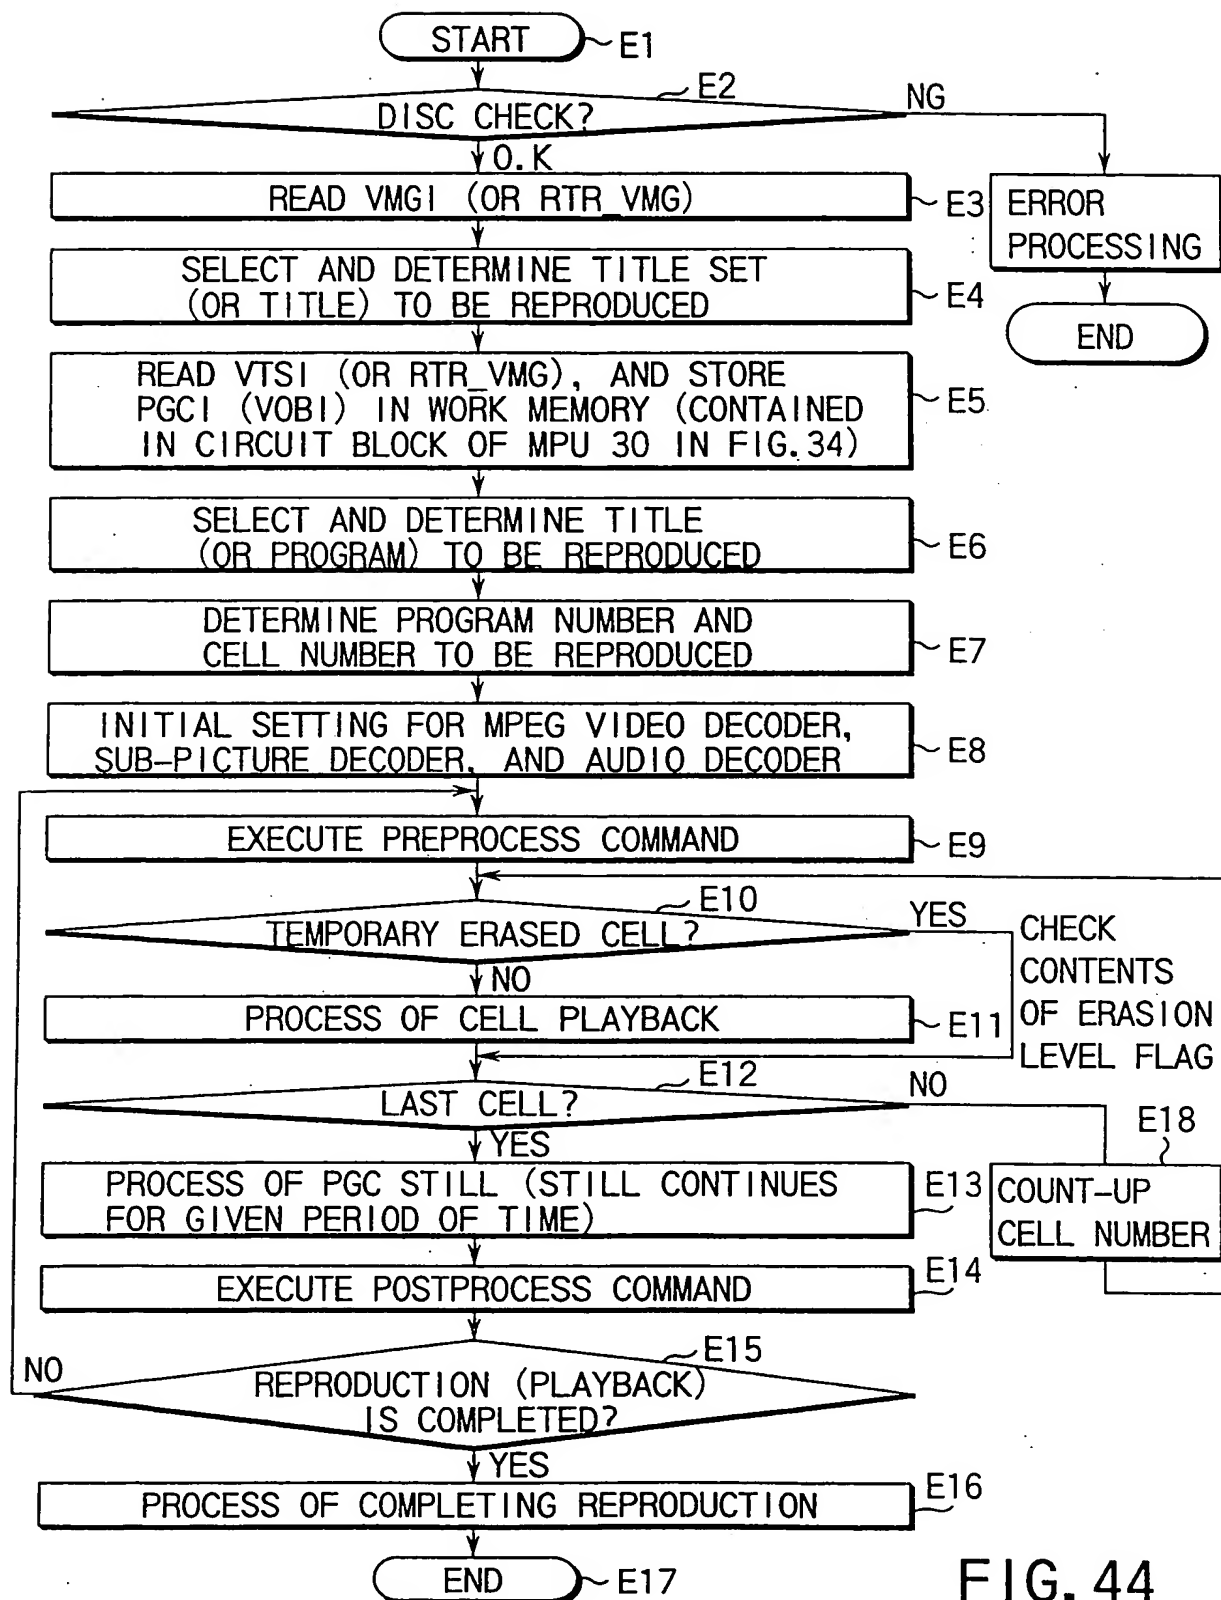 START
E1
E2
DISC CHECK?
NG
O.K
READ VMGI (OR RTR_VMG)
E3
ERROR
PROCESSING
END
SELECT AND DETERMINE TITLE SET
(OR TITLE) TO BE REPRODUCED
E4
READ VTSI (OR RTR_VMG), AND STORE
PGCI (VOBI) IN WORK MEMORY (CONTAINED
IN CIRCUIT BLOCK OF MPU 30 IN FIG.34)
E5
SELECT AND DETERMINE TITLE
(OR PROGRAM) TO BE REPRODUCED
E6
DETERMINE PROGRAM NUMBER AND
CELL NUMBER TO BE REPRODUCED
E7
INITIAL SETTING FOR MPEG VIDEO DECODER,
SUB-PICTURE DECODER, AND AUDIO DECODER
E8
EXECUTE PREPROCESS COMMAND
E9
E10
TEMPORARY ERASED CELL?
YES
CHECK
CONTENTS
OF ERASION
LEVEL FLAG
NO
PROCESS OF CELL PLAYBACK
E11
E12
LAST CELL?
NO
E18
COUNT-UP
CELL NUMBER
YES
PROCESS OF PGC STILL (STILL CONTINUES
FOR GIVEN PERIOD OF TIME)
E13
EXECUTE POSTPROCESS COMMAND
E14
E15
NO
REPRODUCTION (PLAYBACK)
IS COMPLETED?
YES
PROCESS OF COMPLETING REPRODUCTION
E16
END
E17
FIG. 44